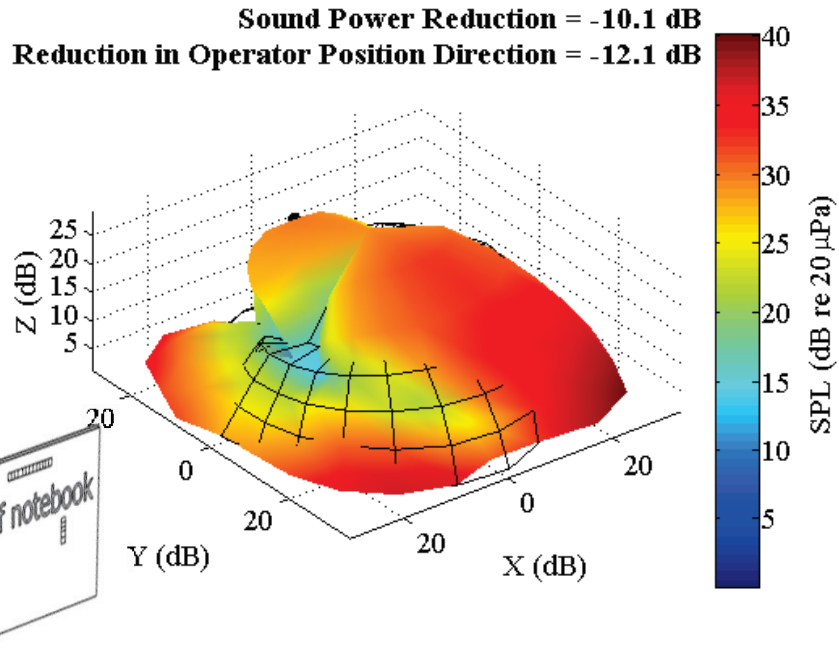 Sound Power Reduction = -10.1 dB
Reduction in Operator Position Direction = -12.1 dB
40
35
30
25
20
15
10
5
SPL (dB re 20 μPa)
25
20
15
10
5
Z (dB)
20
0
20
Y (dB)
20
0
20
X (dB)
f notebook